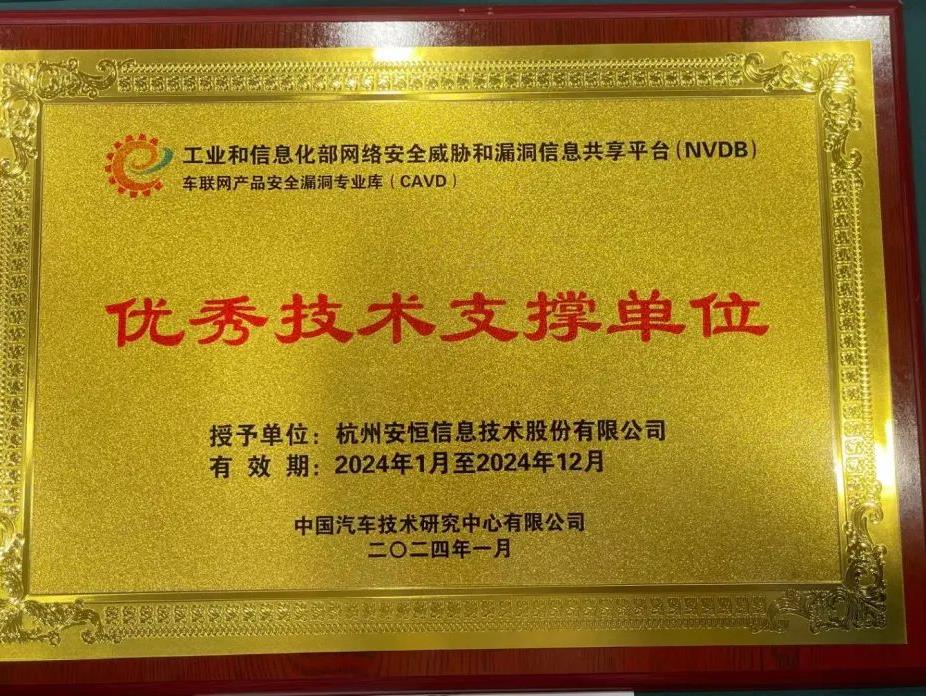 工业和信息化部网络安全威胁和漏洞信息共享平台(NVDB)
车联网产品安全漏洞专业库(CAVD)
优秀技术支撑单位
授予单位：杭州安恒信息技术股份有限公司
有 效 期：2024年1月至2024年12月
中国汽车技术研究中心有限公司
二〇二四年一月